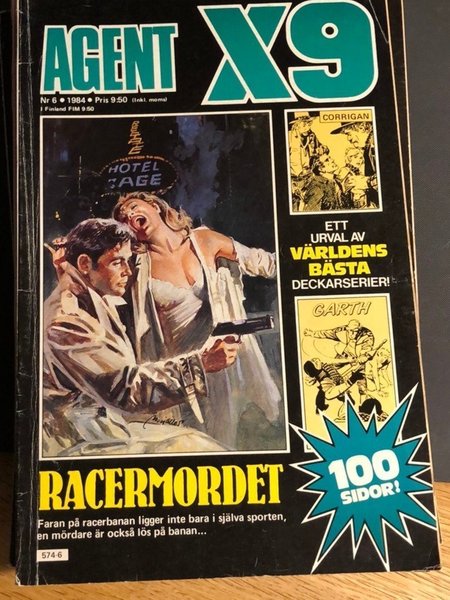 AGENT X9
Nr 6 • 1984 • Pris 9:50 (Inkl. moms)
I Finland FIM 9:50
HOTEL
CAGE
CORRIGAN
ETT
URVAL AV
VÄRLDENS
BÄSTA
DECKARSERIER!
GARTH
100
SIDOR!
RACERMORDET
Faran på racerbanan ligger inte bara i själva sporten,
en mördare är också lös på banan...
574-6